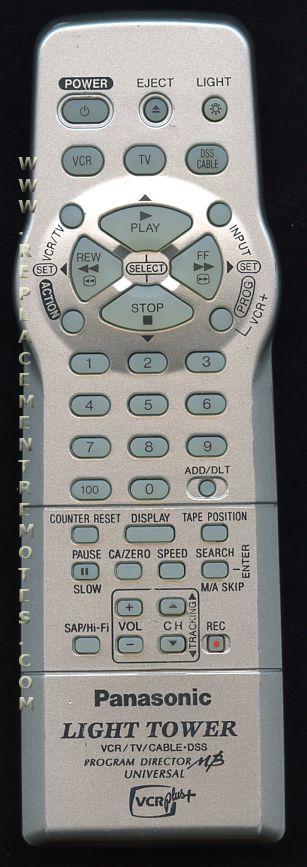 POWER EJECT LIGHT
VCR TV DSS CABLE
VCR/TV PLAY INPUT
REW FF
SET SELECT SET
ACTION STOP PROG
VCR+
1 2 3
4 5 6
7 8 9
ADD/DLT
100 0
COUNTER RESET DISPLAY TAPE POSITION
PAUSE CA/ZERO SPEED SEARCH
ENTER
SLOW M/A SKIP
+
SAP/Hi-Fi VOL CH TRACKING REC
−
Panasonic
LIGHT TOWER
VCR/TV/CABLE•DSS
PROGRAM DIRECTOR
UNIVERSAL
VCR plus+
WWW.REPLACEMENTREMOTES.COM